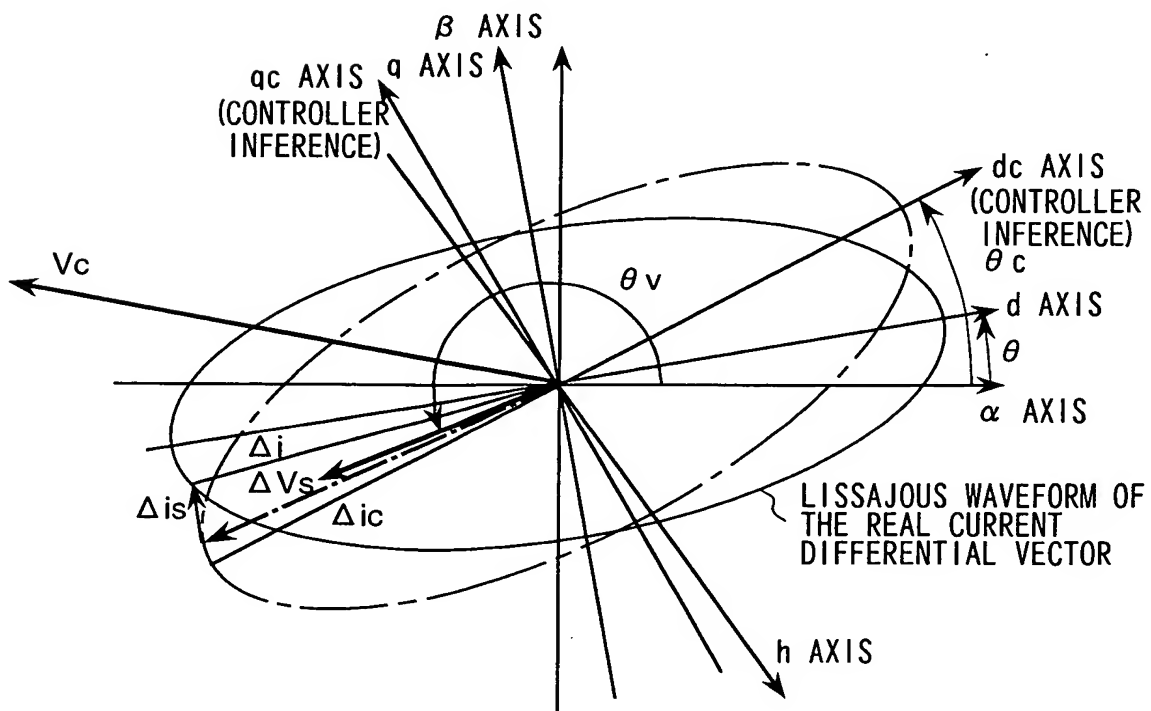 β AXIS
q AXIS
qc AXIS
(CONTROLLER
INFERENCE)
dc AXIS
(CONTROLLER
INFERENCE)
θc
Vc
θv
d AXIS
θ
α AXIS
Δi
ΔVs
Δis
Δic
LISSAJOUS WAVEFORM OF
THE REAL CURRENT
DIFFERENTIAL VECTOR
h AXIS